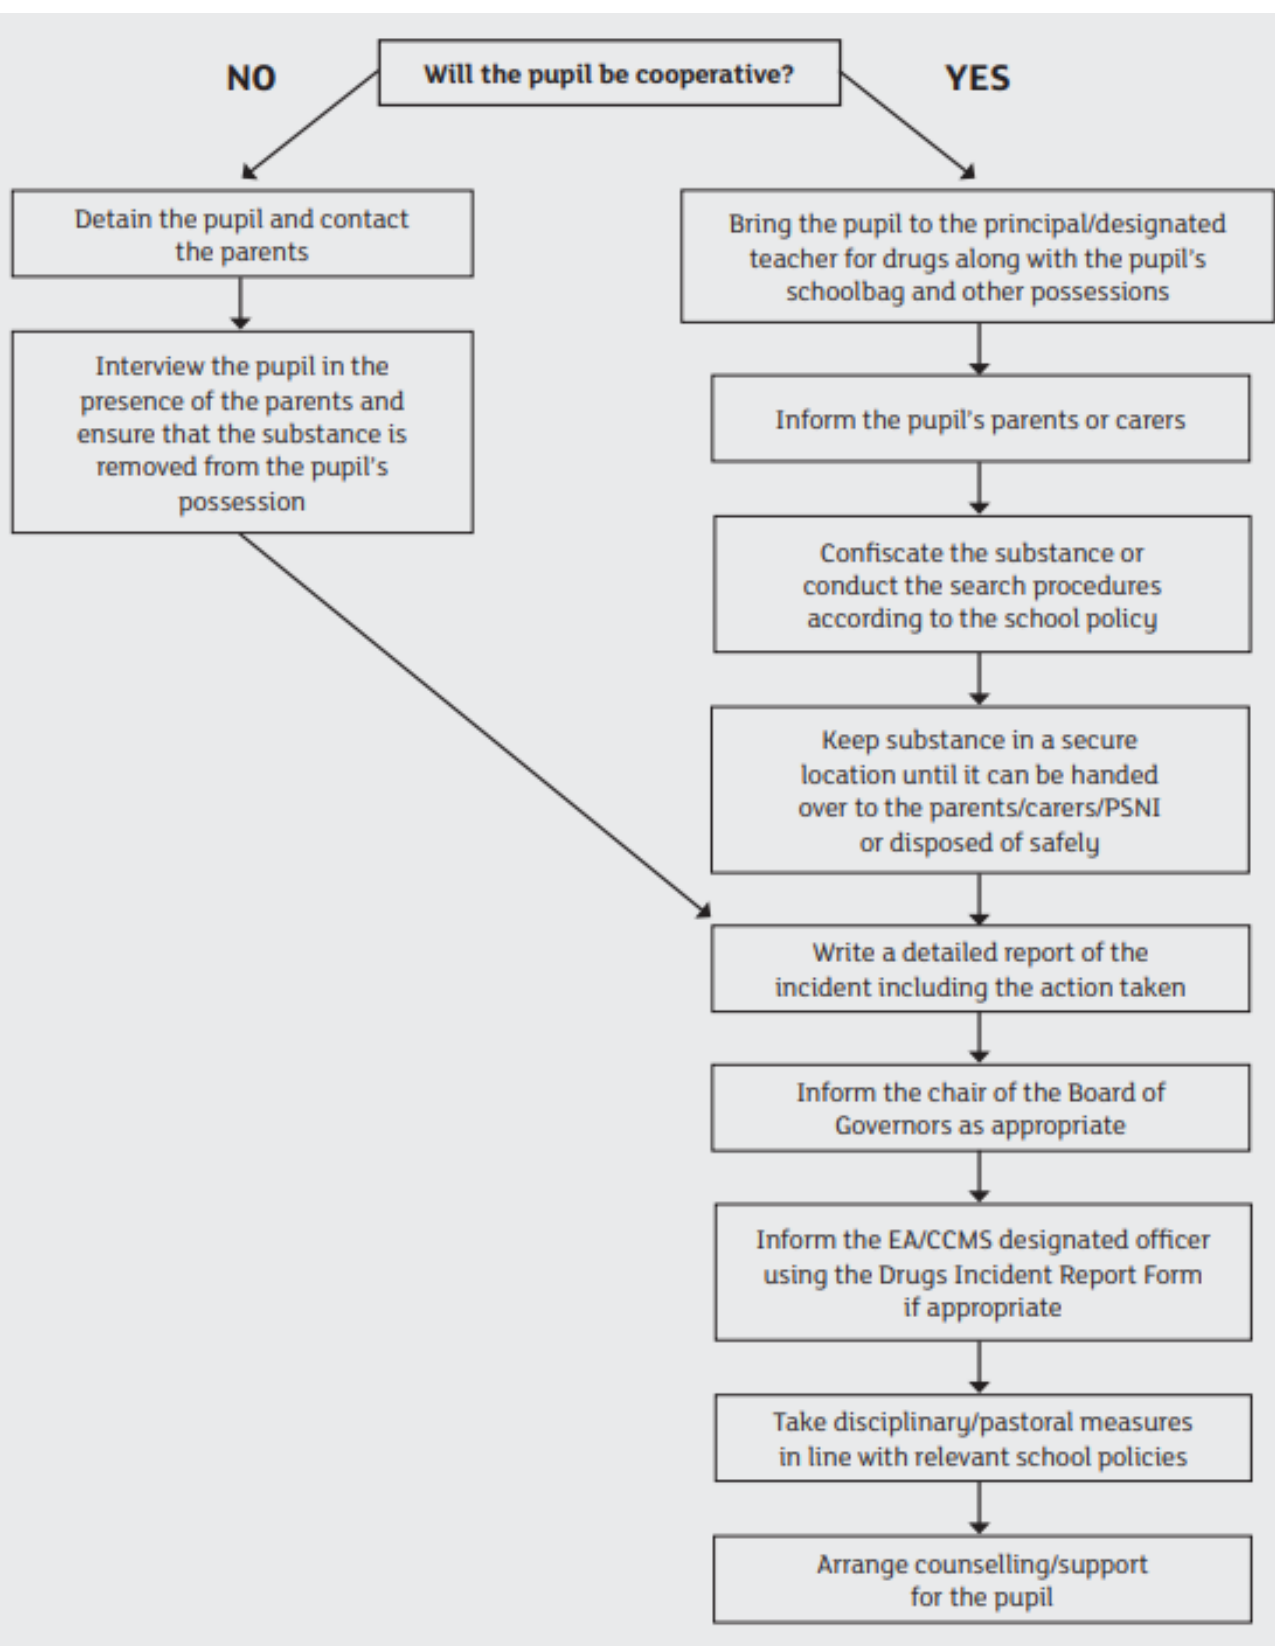 NO
Will the pupil be cooperative?
YES
Detain the pupil and contact
the parents
Interview the pupil in the
presence of the parents and
ensure that the substance is
removed from the pupil's
possession
Bring the pupil to the principal/designated
teacher for drugs along with the pupil's
schoolbag and other possessions
Inform the pupil's parents or carers
Confiscate the substance or
conduct the search procedures
according to the school policy
Keep substance in a secure
location until it can be handed
over to the parents/carers/PSNI
or disposed of safely
Write a detailed report of the
incident including the action taken
Inform the chair of the Board of
Governors as appropriate
Inform the EA/CCMS designated officer
using the Drugs Incident Report Form
if appropriate
Take disciplinary/pastoral measures
in line with relevant school policies
Arrange counselling/support
for the pupil